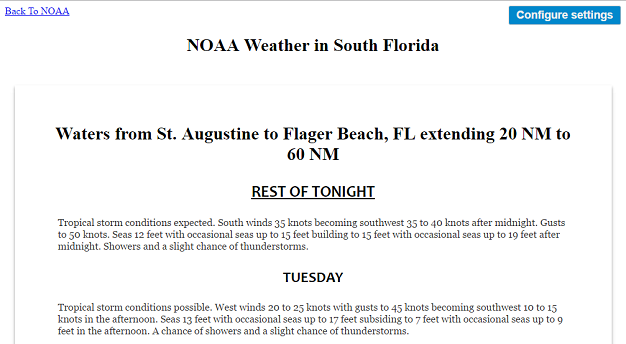 Back To NOAA
Configure settings
NOAA Weather in South Florida
Waters from St. Augustine to Flager Beach, FL extending 20 NM to
60 NM
REST OF TONIGHT
Tropical storm conditions expected. South winds 35 knots becoming southwest 35 to 40 knots after midnight. Gusts
to 50 knots. Seas 12 feet with occasional seas up to 15 feet building to 15 feet with occasional seas up to 19 feet after
midnight. Showers and a slight chance of thunderstorms.
TUESDAY
Tropical storm conditions possible. West winds 20 to 25 knots with gusts to 45 knots becoming southwest 10 to 15
knots in the afternoon. Seas 13 feet with occasional seas up to 17 feet subsiding to 7 feet with occasional seas up to 9
feet in the afternoon. A chance of showers and a slight chance of thunderstorms.